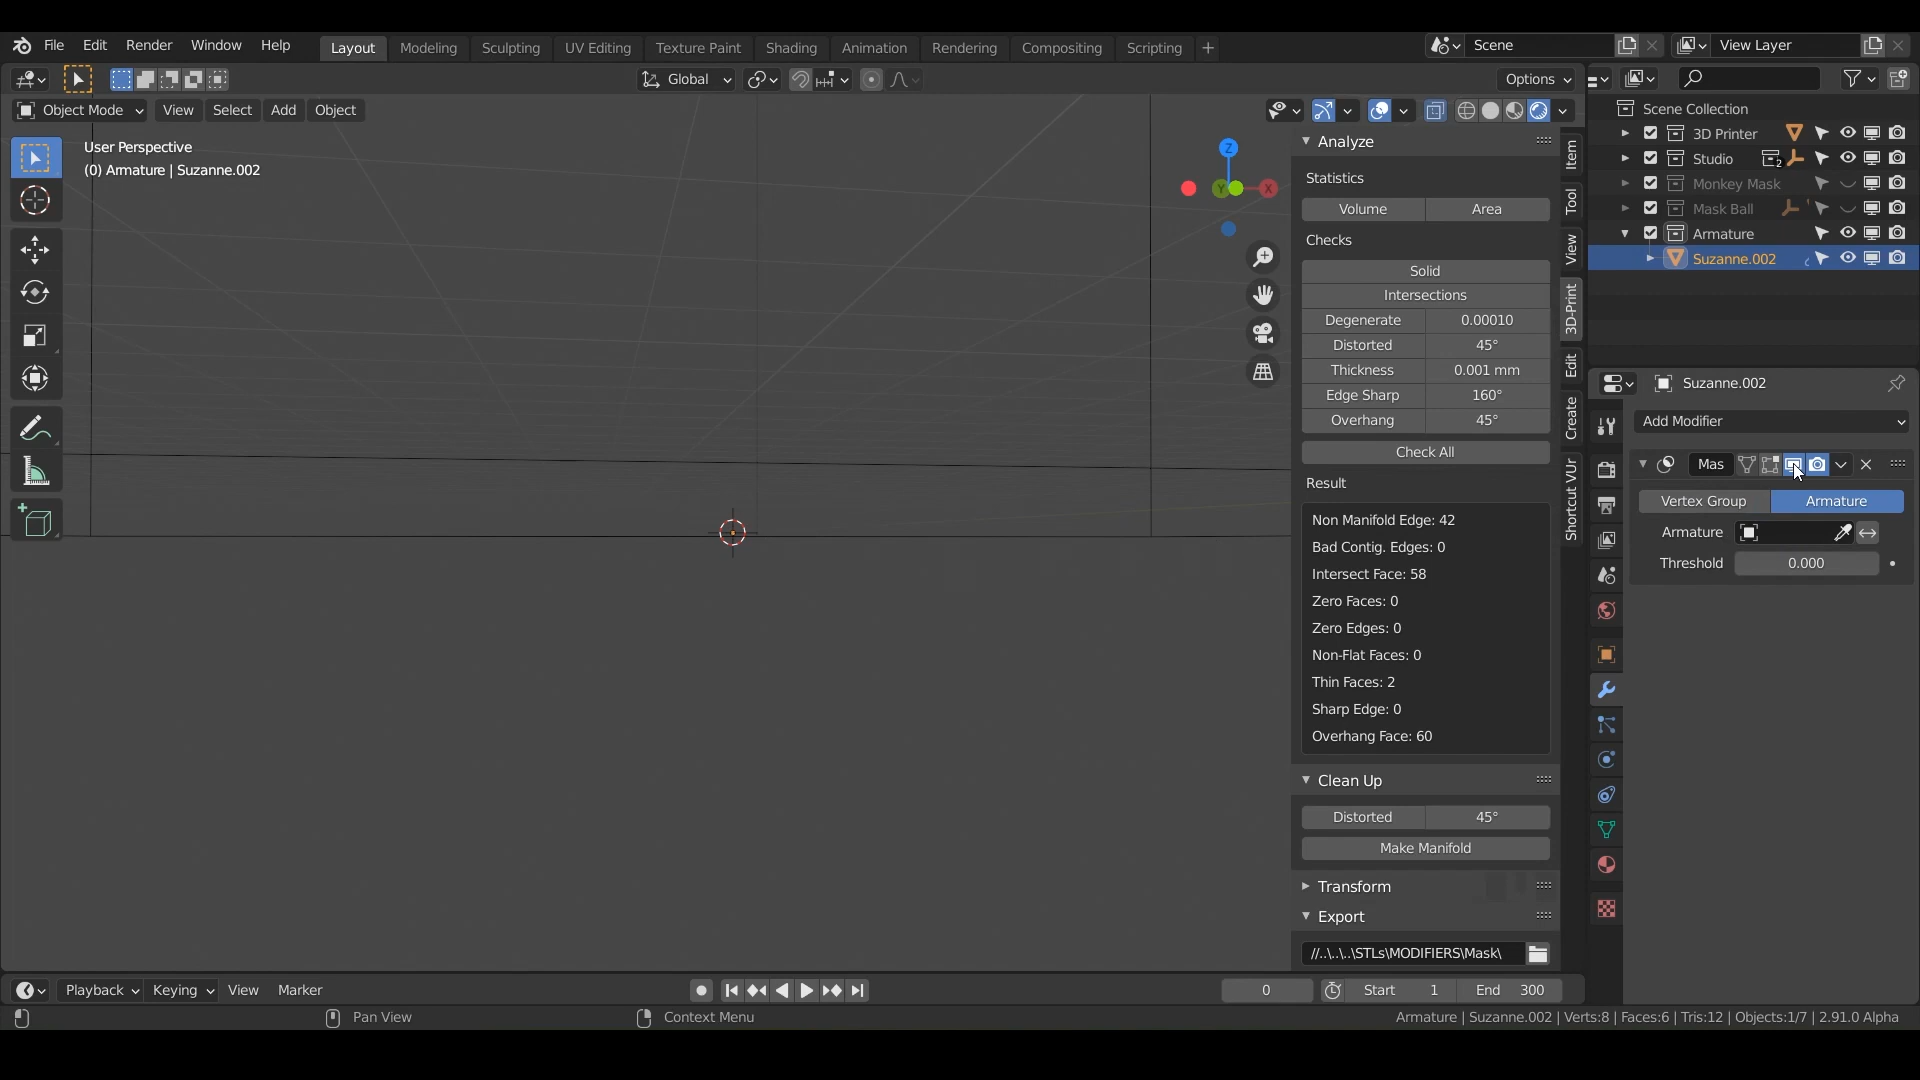 File Edit Render Window Help Layout Modeling Sculpting UV Editing Texture Paint Shading Animation Rendering Compositing Scripting + Scene View Layer
Global Options
Object Mode View Select Add Object
User Perspective
(0) Armature | Suzanne.002
Z
Y
X
Analyze
Statistics
Volume Area
Checks
Solid
Intersections
Degenerate 0.00010
Distorted 45°
Thickness 0.001 mm
Edge Sharp 160°
Overhang 45°
Check All
Result
Non Manifold Edge: 42
Bad Contig. Edges: 0
Intersect Face: 58
Zero Faces: 0
Zero Edges: 0
Non-Flat Faces: 0
Thin Faces: 2
Sharp Edge: 0
Overhang Face: 60
Clean Up
Distorted 45°
Make Manifold
Transform
Export
//..\..\..\STLs\MODIFIERS\Mask\
Item
Tool
View
3D-Print
Edit
Create
Shortcut VUr
Scene Collection
3D Printer
Studio 2
Monkey Mask
Mask Ball
Armature
Suzanne.002
Suzanne.002
Add Modifier
Mas
Vertex Group Armature
Armature
Threshold 0.000
Playback Keying View Marker 0 Start 1 End 300
Pan View Context Menu Armature | Suzanne.002 | Verts:8 | Faces:6 | Tris:12 | Objects:1/7 | 2.91.0 Alpha